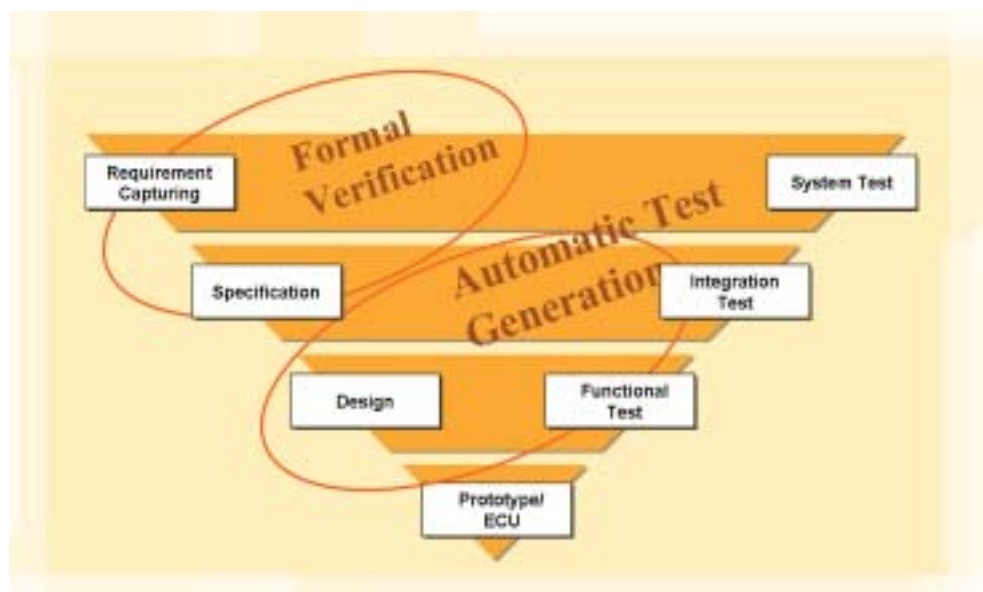 Formal
Verification
Requirement
Capturing
System Test
Automatic Test
Generation
Specification
Integration
Test
Design
Functional
Test
Prototype/
ECU